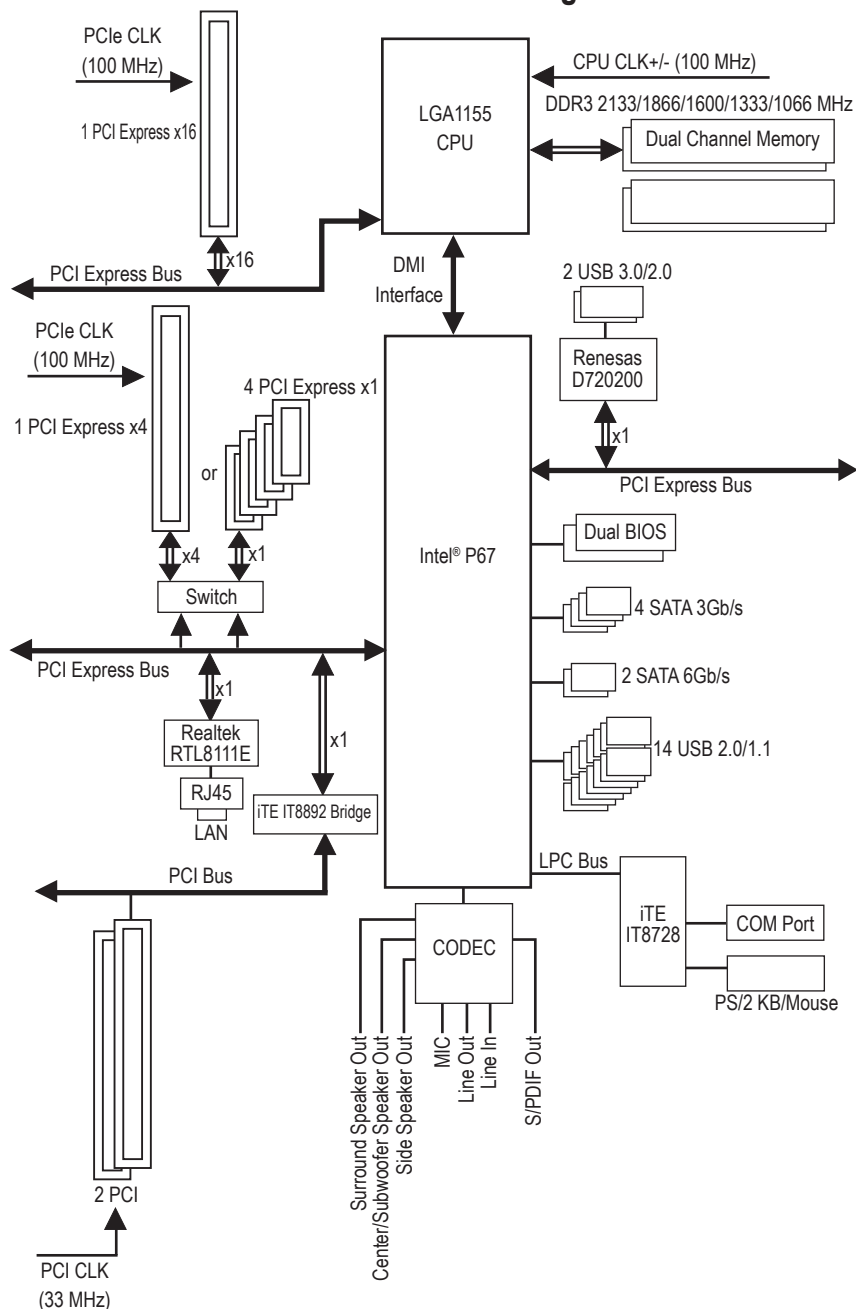 PCIe CLK
(100 MHz)
1 PCI Express x16
x16
PCI Express Bus
LGA1155
CPU
CPU CLK+/- (100 MHz)
DDR3 2133/1866/1600/1333/1066 MHz
Dual Channel Memory
DMI
Interface
2 USB 3.0/2.0
Renesas
D720200
x1
PCI Express Bus
PCIe CLK
(100 MHz)
1 PCI Express x4
or
4 PCI Express x1
x4
x1
Switch
PCI Express Bus
Intel® P67
Dual BIOS
4 SATA 3Gb/s
2 SATA 6Gb/s
14 USB 2.0/1.1
x1
Realtek
RTL8111E
RJ45
LAN
x1
iTE IT8892 Bridge
PCI Bus
LPC Bus
iTE
IT8728
COM Port
PS/2 KB/Mouse
CODEC
Surround Speaker Out
Center/Subwoofer Speaker Out
Side Speaker Out
MIC
Line Out
Line In
S/PDIF Out
2 PCI
PCI CLK
(33 MHz)